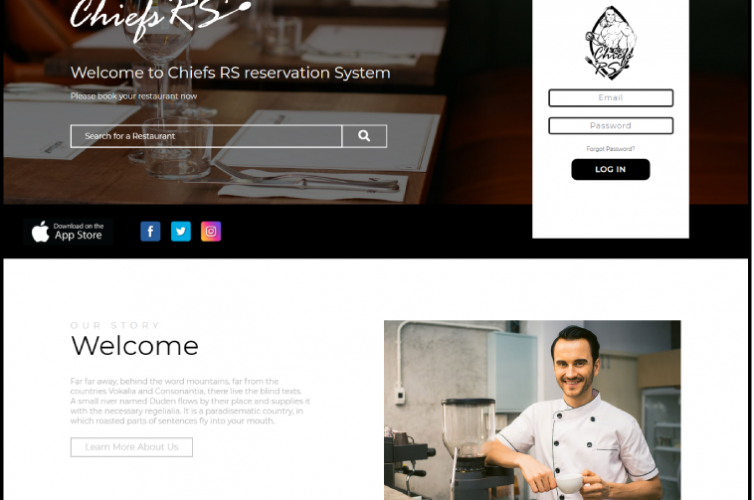 Chiefs RS
Welcome to Chiefs RS reservation System
Please book your restaurant now
Search for a Restaurant
Chiefs
RS
Email
Password
Forgot Password?
LOG IN
Download on the
App Store
OUR STORY
Welcome
Far far away, behind the word mountains, far from the
countries Vokalia and Consonantia, there live the blind texts.
A small river named Duden flows by their place and supplies it
with the necessary regelialia. It is a paradisematic country, in
which roasted parts of sentences fly into your mouth.
Learn More About Us